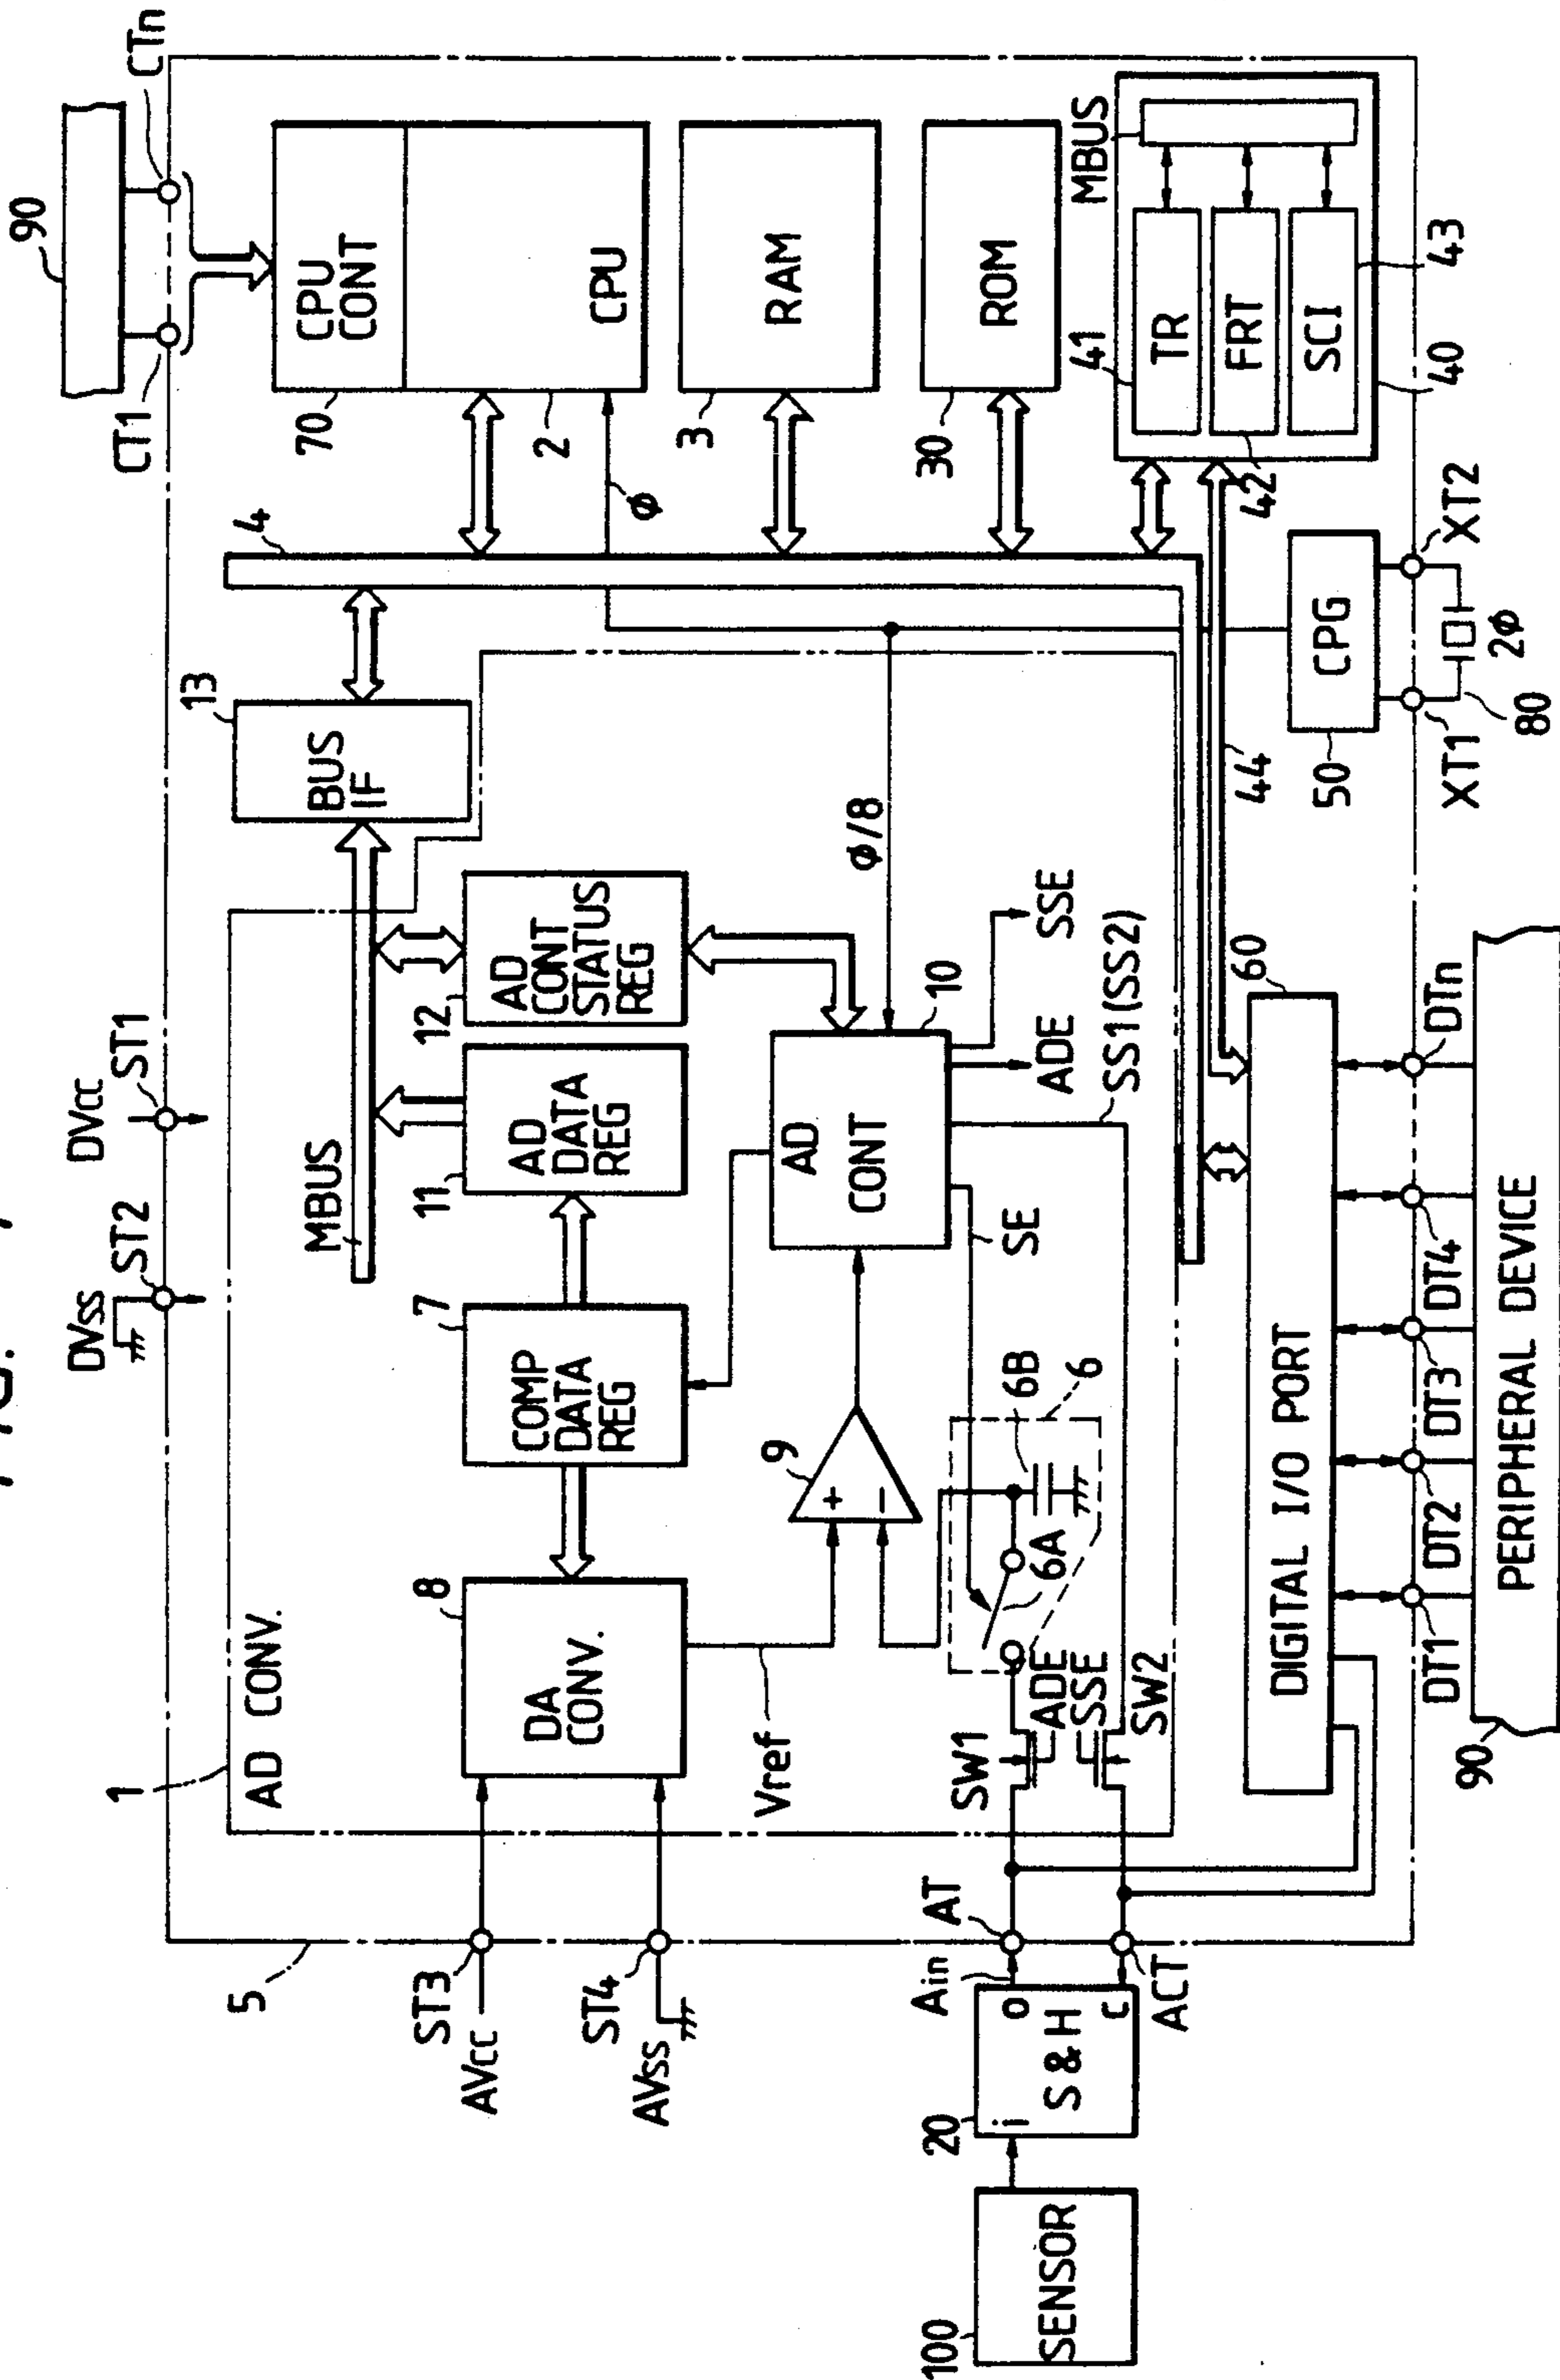 90
CT1
CTn
DVSS
ST2
DVCC
ST1
1
AD CONV.
MBUS
13
BUS
IF
4
70
CPU
CONT
CPU
2
φ
3
RAM
30
ROM
5
ST3
AVCC
ST4
AVSS
8
DA
CONV.
7
COMP
DATA
REG
11
AD
DATA
REG
12
AD
CONT
STATUS
REG
Vref
9
+
−
AD
CONT
10
φ/8
SE
ADE
SSE
SS1(SS2)
6B
6
6A
SW1
ADE
SSE
SW2
41
MBUS
TR
FRT
SCI
42
43
40
44
100
SENSOR
20
i
S & H
O
C
Ain
AT
ACT
DIGITAL I/O PORT
60
50
CPG
XT1
XT2
80
2φ
DT1
DT2
DT3
DT4
DTn
90
PERIPHERAL DEVICE